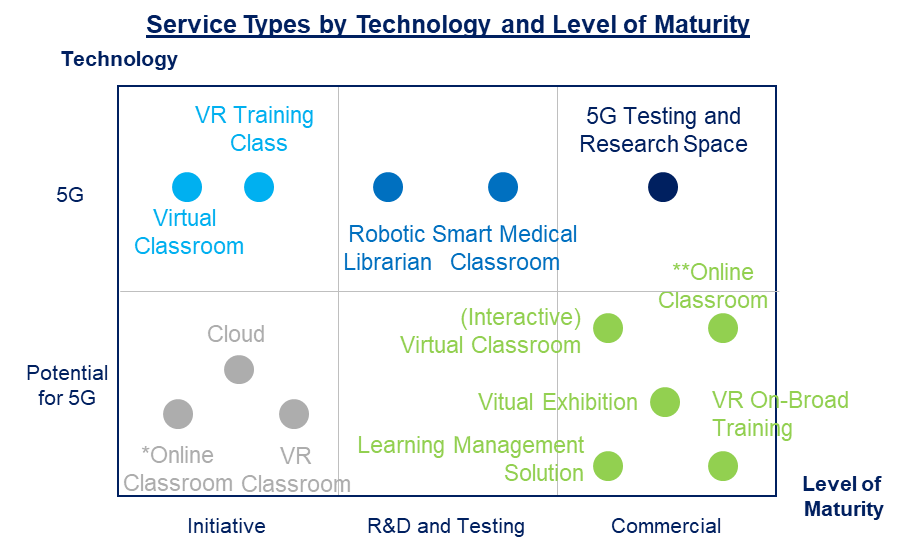 Service Types by Technology and Level of Maturity
Technology
VR Training
Class
5G Testing and
Research Space
5G
Virtual
Classroom
Robotic
Librarian
Smart Medical
Classroom
**Online
Classroom
(Interactive)
Virtual Classroom
Cloud
Potential
for 5G
Vitual Exhibition
VR On-Broad
Training
*Online
Classroom
VR
Classroom
Learning Management
Solution
Level of
Maturity
Initiative
R&D and Testing
Commercial